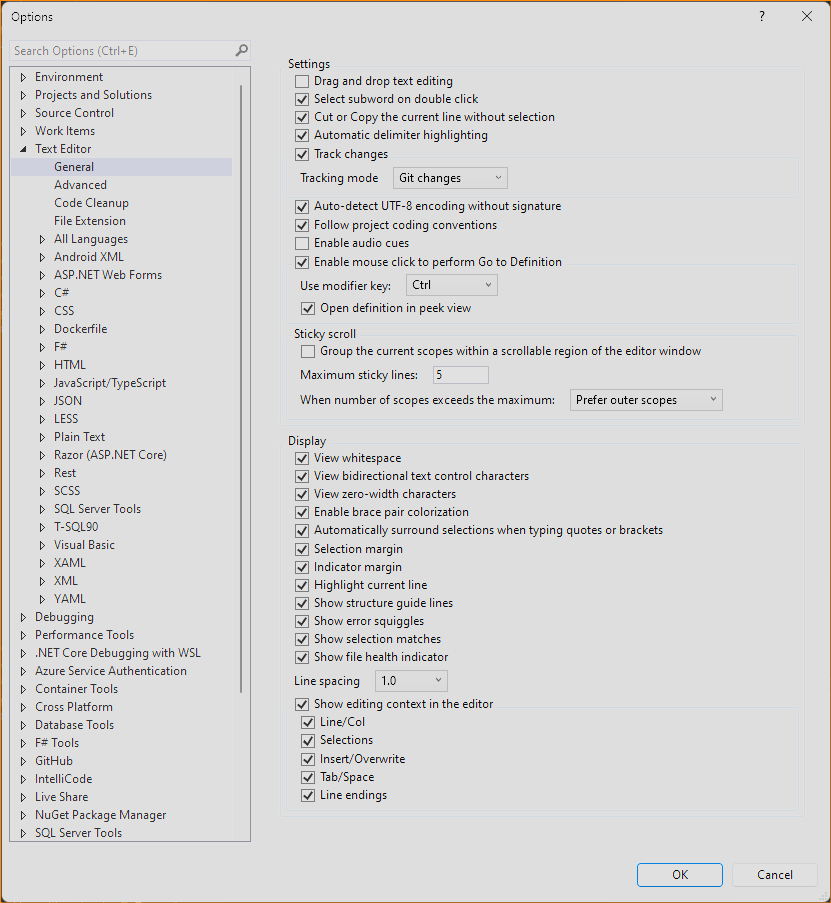 Options
?
Search Options (Ctrl+E)
Environment
Projects and Solutions
Source Control
Work Items
Text Editor
General
Advanced
Code Cleanup
File Extension
All Languages
Android XML
ASP.NET Web Forms
C#
CSS
Dockerfile
F#
HTML
JavaScript/TypeScript
JSON
LESS
Plain Text
Razor (ASP.NET Core)
Rest
SCSS
SQL Server Tools
T-SQL90
Visual Basic
XAML
XML
YAML
Debugging
Performance Tools
.NET Core Debugging with WSL
Azure Service Authentication
Container Tools
Cross Platform
Database Tools
F# Tools
GitHub
IntelliCode
Live Share
NuGet Package Manager
SQL Server Tools
Settings
Drag and drop text editing
Select subword on double click
Cut or Copy the current line without selection
Automatic delimiter highlighting
Track changes
Tracking mode Git changes
Auto-detect UTF-8 encoding without signature
Follow project coding conventions
Enable audio cues
Enable mouse click to perform Go to Definition
Use modifier key: Ctrl
Open definition in peek view
Sticky scroll
Group the current scopes within a scrollable region of the editor window
Maximum sticky lines: 5
When number of scopes exceeds the maximum: Prefer outer scopes
Display
View whitespace
View bidirectional text control characters
View zero-width characters
Enable brace pair colorization
Automatically surround selections when typing quotes or brackets
Selection margin
Indicator margin
Highlight current line
Show structure guide lines
Show error squiggles
Show selection matches
Show file health indicator
Line spacing 1.0
Show editing context in the editor
Line/Col
Selections
Insert/Overwrite
Tab/Space
Line endings
OK Cancel